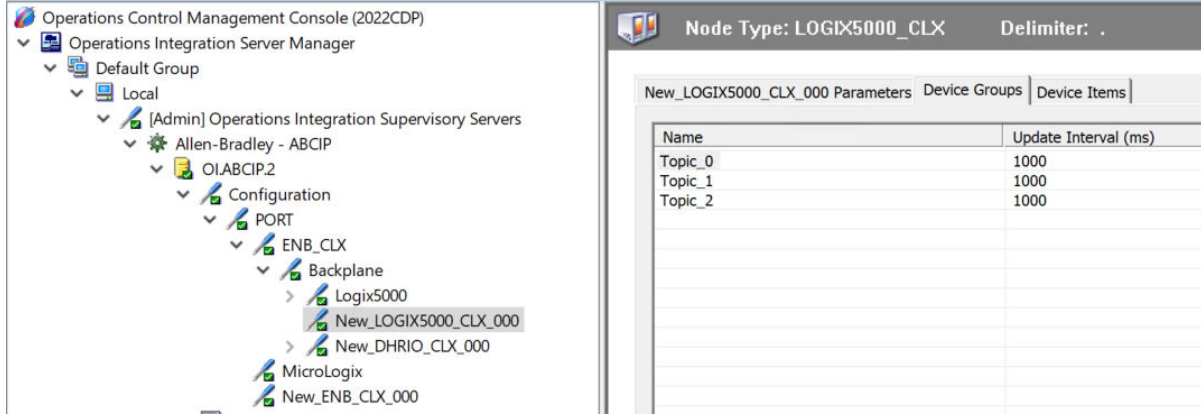 Operations Control Management Console (2022CDP)
Operations Integration Server Manager
Default Group
Local
[Admin] Operations Integration Supervisory Servers
Allen-Bradley - ABCIP
OI.ABCIP.2
Configuration
PORT
ENB_CLX
Backplane
Logix5000
New_LOGIX5000_CLX_000
New_DHRIO_CLX_000
MicroLogix
New_ENB_CLX_000
Node Type: LOGIX5000_CLX Delimiter: .
New_LOGIX5000_CLX_000 Parameters Device Groups Device Items
Name Update Interval (ms)
Topic_0 1000
Topic_1 1000
Topic_2 1000